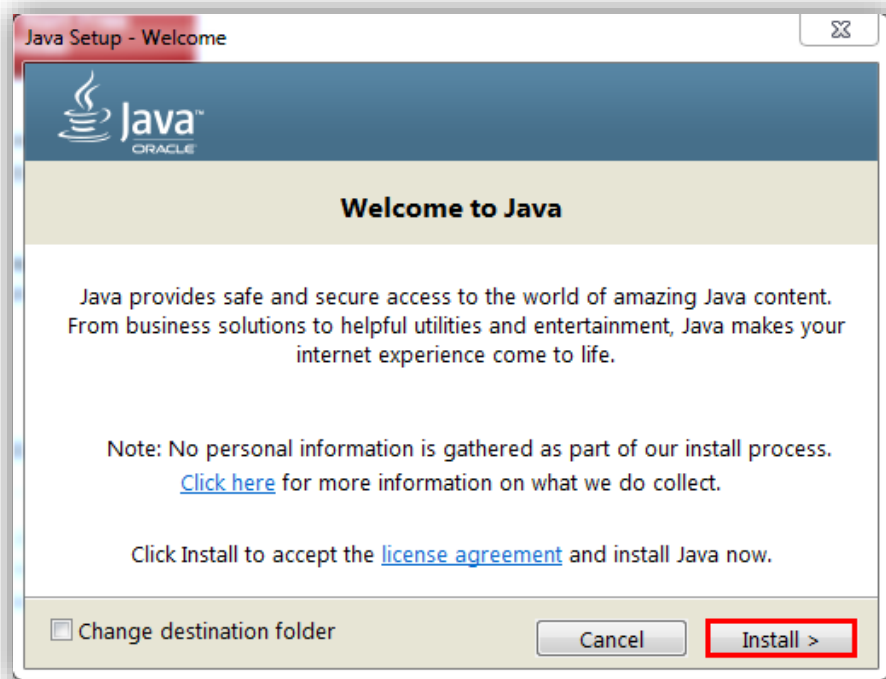 Java Setup - Welcome
Java™
ORACLE
Welcome to Java
Java provides safe and secure access to the world of amazing Java content.
From business solutions to helpful utilities and entertainment, Java makes your
internet experience come to life.
Note: No personal information is gathered as part of our install process.
Click here for more information on what we do collect.
Click Install to accept the license agreement and install Java now.
Change destination folder
Cancel
Install >